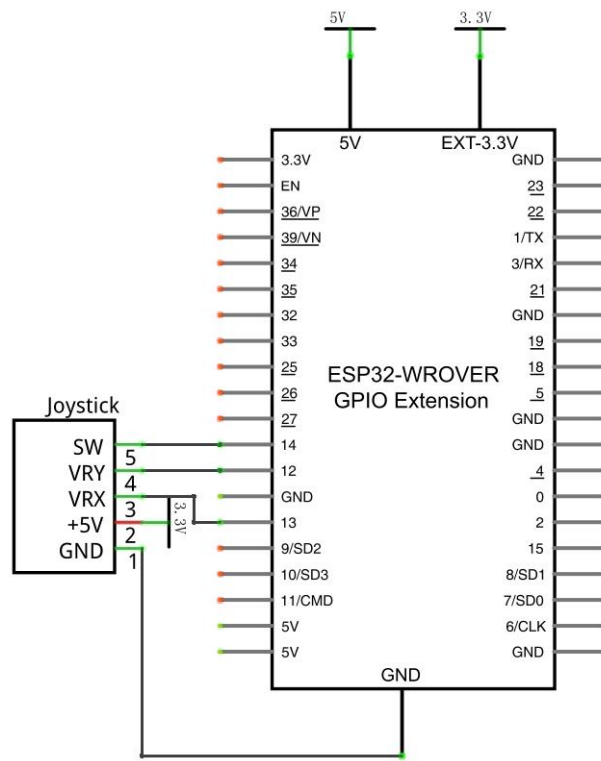 5V
3.3V
5V
EXT-3.3V
3.3V
EN
36/VP
39/VN
34
35
32
33
25
26
27
14
12
GND
13
9/SD2
10/SD3
11/CMD
5V
5V
GND
23
22
1/TX
3/RX
21
GND
19
18
5
GND
GND
4
0
2
15
8/SD1
7/SD0
6/CLK
GND
ESP32-WROVER
GPIO Extension
GND
Joystick
SW
VRY
VRX
+5V
GND
5
4
3
2
1
3.3V